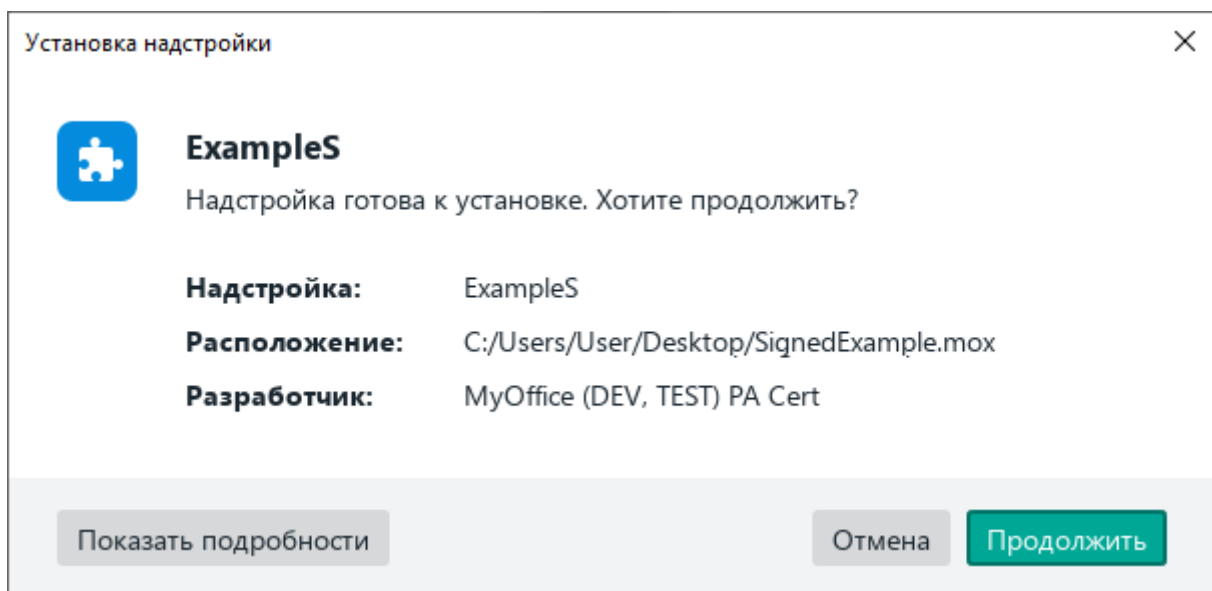 Установка надстройки
ExampleS
Надстройка готова к установке. Хотите продолжить?
Надстройка: ExampleS
Расположение: C:/Users/User/Desktop/SignedExample.mox
Разработчик: MyOffice (DEV, TEST) PA Cert
Показать подробности Отмена Продолжить